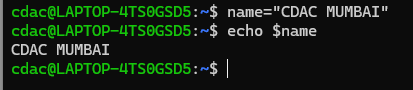 cdac@LAPTOP-4TS0GSD5:~$ name="CDAC MUMBAI"
cdac@LAPTOP-4TS0GSD5:~$ echo $name
CDAC MUMBAI
cdac@LAPTOP-4TS0GSD5:~$